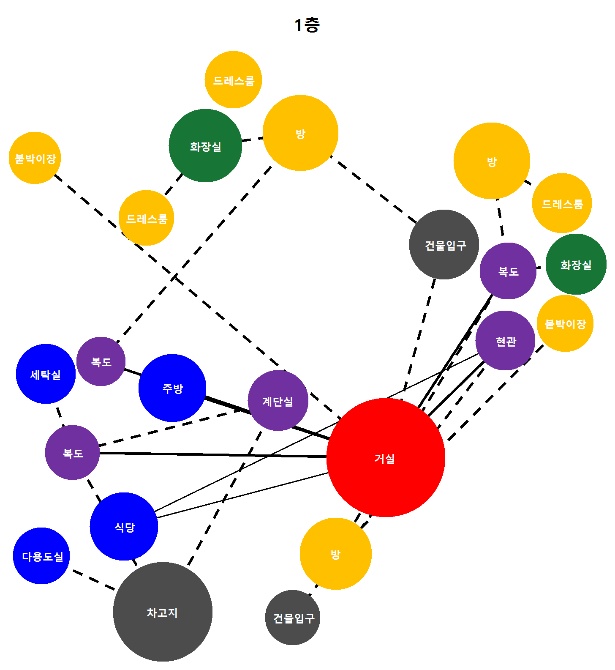 1층
드레스룸
방
화장실
붙박이장
방
드레스룸
드레스룸
건물입구
복도
화장실
붙박이장
현관
복도
세탁실
주방
계단실
복도
거실
식당
다용도실
방
차고지
건물입구